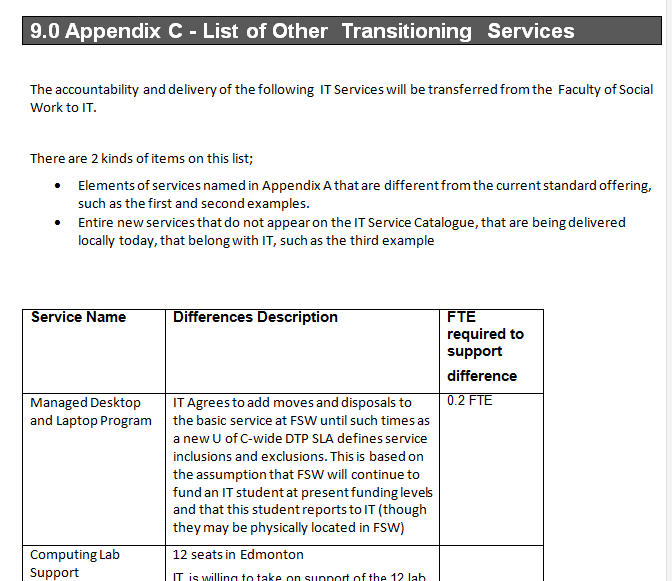 9.0 Appendix C - List of Other Transitioning Services
The accountability and delivery of the following IT Services will be transferred from the Faculty of Social
Work to IT.
There are 2 kinds of items on this list;
• Elements of services named in Appendix A that are different from the current standard offering,
such as the first and second examples.
• Entire new services that do not appear on the IT Service Catalogue, that are being delivered
locally today, that belong with IT, such as the third example
Service Name
Differences Description
FTE
required to
support
difference
Managed Desktop
and Laptop Program
IT Agrees to add moves and disposals to
the basic service at FSW until such times as
a new U of C-wide DTP SLA defines service
inclusions and exclusions. This is based on
the assumption that FSW will continue to
fund an IT student at present funding levels
and that this student reports to IT (though
they may be physically located in FSW)
0.2 FTE
Computing Lab
Support
12 seats in Edmonton
IT is willing to take on support of the 12 lab